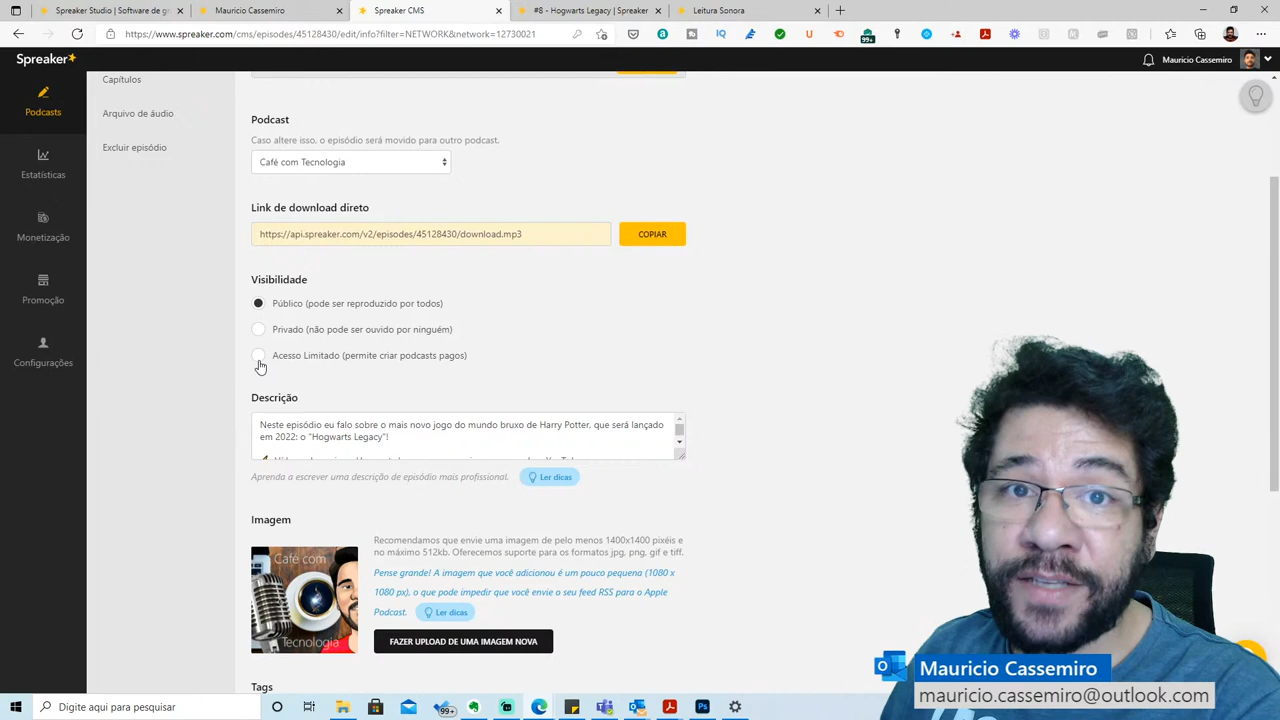 Spreaker Studio | Software de gr
Mauricio Cassemiro
Spreaker CMS
#8 - Hogwarts Legacy | Spreaker
Leitura Sonora
https://www.spreaker.com/cms/episodes/45128430/edit/info?filter=NETWORK&network=12730021
IQ
99+
Spreaker
Mauricio Cassemiro
Podcasts
Estatísticas
Monetização
Promoção
Configurações
Capítulos
Arquivo de áudio
Excluir episódio
Podcast
Caso altere isso, o episódio será movido para outro podcast.
Café com Tecnologia
Link de download direto
https://api.spreaker.com/v2/episodes/45128430/download.mp3
COPIAR
Visibilidade
Público (pode ser reproduzido por todos)
Privado (não pode ser ouvido por ninguém)
Acesso Limitado (permite criar podcasts pagos)
Descrição
Neste episódio eu falo sobre o mais novo jogo do mundo bruxo de Harry Potter, que será lançado
em 2022: o "Hogwarts Legacy"!
Aprenda a escrever uma descrição de episódio mais profissional.
Ler dicas
Imagem
Café com
Tecnologia
Recomendamos que envie uma imagem de pelo menos 1400x1400 pixéis e
no máximo 512kb. Oferecemos suporte para os formatos jpg, png, gif e tiff.
Pense grande! A imagem que você adicionou é um pouco pequena (1080 x
1080 px), o que pode impedir que você envie o seu feed RSS para o Apple
Podcast.
Ler dicas
FAZER UPLOAD DE UMA IMAGEM NOVA
Tags
Mauricio Cassemiro
mauricio.cassemiro@outlook.com
Digite aqui para pesquisar
99+